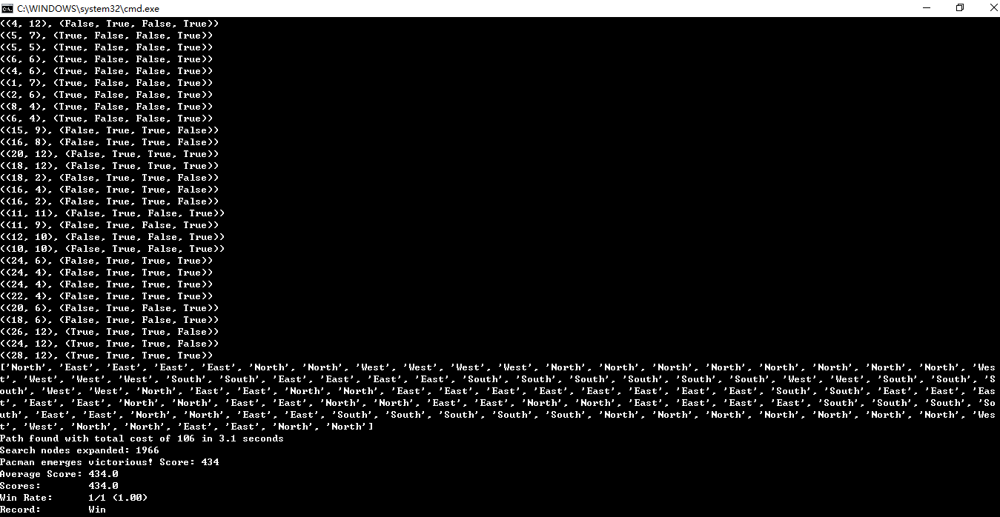 C:\WINDOWS\system32\cmd.exe
((4, 12), (False, True, False, True))
((5, 7), (True, False, False, True))
((5, 5), (True, False, False, True))
((6, 6), (True, False, False, True))
((4, 6), (True, False, False, True))
((1, 7), (True, False, False, True))
((2, 6), (True, False, False, True))
((8, 4), (True, False, False, True))
((6, 4), (True, False, False, True))
((15, 9), (False, True, True, False))
((16, 8), (False, True, True, False))
((20, 12), (False, True, True, True))
((18, 12), (False, True, True, True))
((18, 2), (False, True, True, False))
((16, 4), (False, True, True, False))
((16, 2), (False, True, True, False))
((11, 11), (False, True, False, True))
((11, 9), (False, True, False, True))
((12, 10), (False, True, False, True))
((10, 10), (False, True, False, True))
((24, 6), (False, True, True, True))
((24, 4), (False, True, True, True))
((24, 4), (False, True, True, True))
((22, 4), (False, True, True, True))
((20, 6), (False, True, False, True))
((18, 6), (False, True, False, True))
((26, 12), (True, True, True, False))
((24, 12), (True, True, True, False))
((28, 12), (True, True, True, True))
['North', 'East', 'East', 'East', 'East', 'North', 'North', 'West', 'West', 'West', 'West', 'North', 'North', 'North', 'North', 'North', 'North', 'North', 'North', 'Wes
t', 'West', 'West', 'West', 'South', 'South', 'East', 'East', 'East', 'East', 'South', 'South', 'South', 'South', 'South', 'South', 'West', 'West', 'South', 'South', 'S
outh', 'West', 'West', 'North', 'East', 'East', 'North', 'North', 'East', 'East', 'East', 'East', 'East', 'East', 'East', 'East', 'South', 'South', 'East', 'East', 'Eas
t', 'East', 'East', 'North', 'North', 'East', 'East', 'North', 'North', 'East', 'East', 'North', 'North', 'East', 'East', 'East', 'East', 'South', 'South', 'South', 'So
uth', 'East', 'East', 'North', 'North', 'East', 'East', 'South', 'South', 'South', 'South', 'South', 'North', 'North', 'North', 'North', 'North', 'North', 'North', 'Wes
t', 'West', 'North', 'North', 'East', 'East', 'North', 'North']
Path found with total cost of 106 in 3.1 seconds
Search nodes expanded: 1966
Pacman emerges victorious! Score: 434
Average Score: 434.0
Scores: 434.0
Win Rate: 1/1 (1.00)
Record: Win